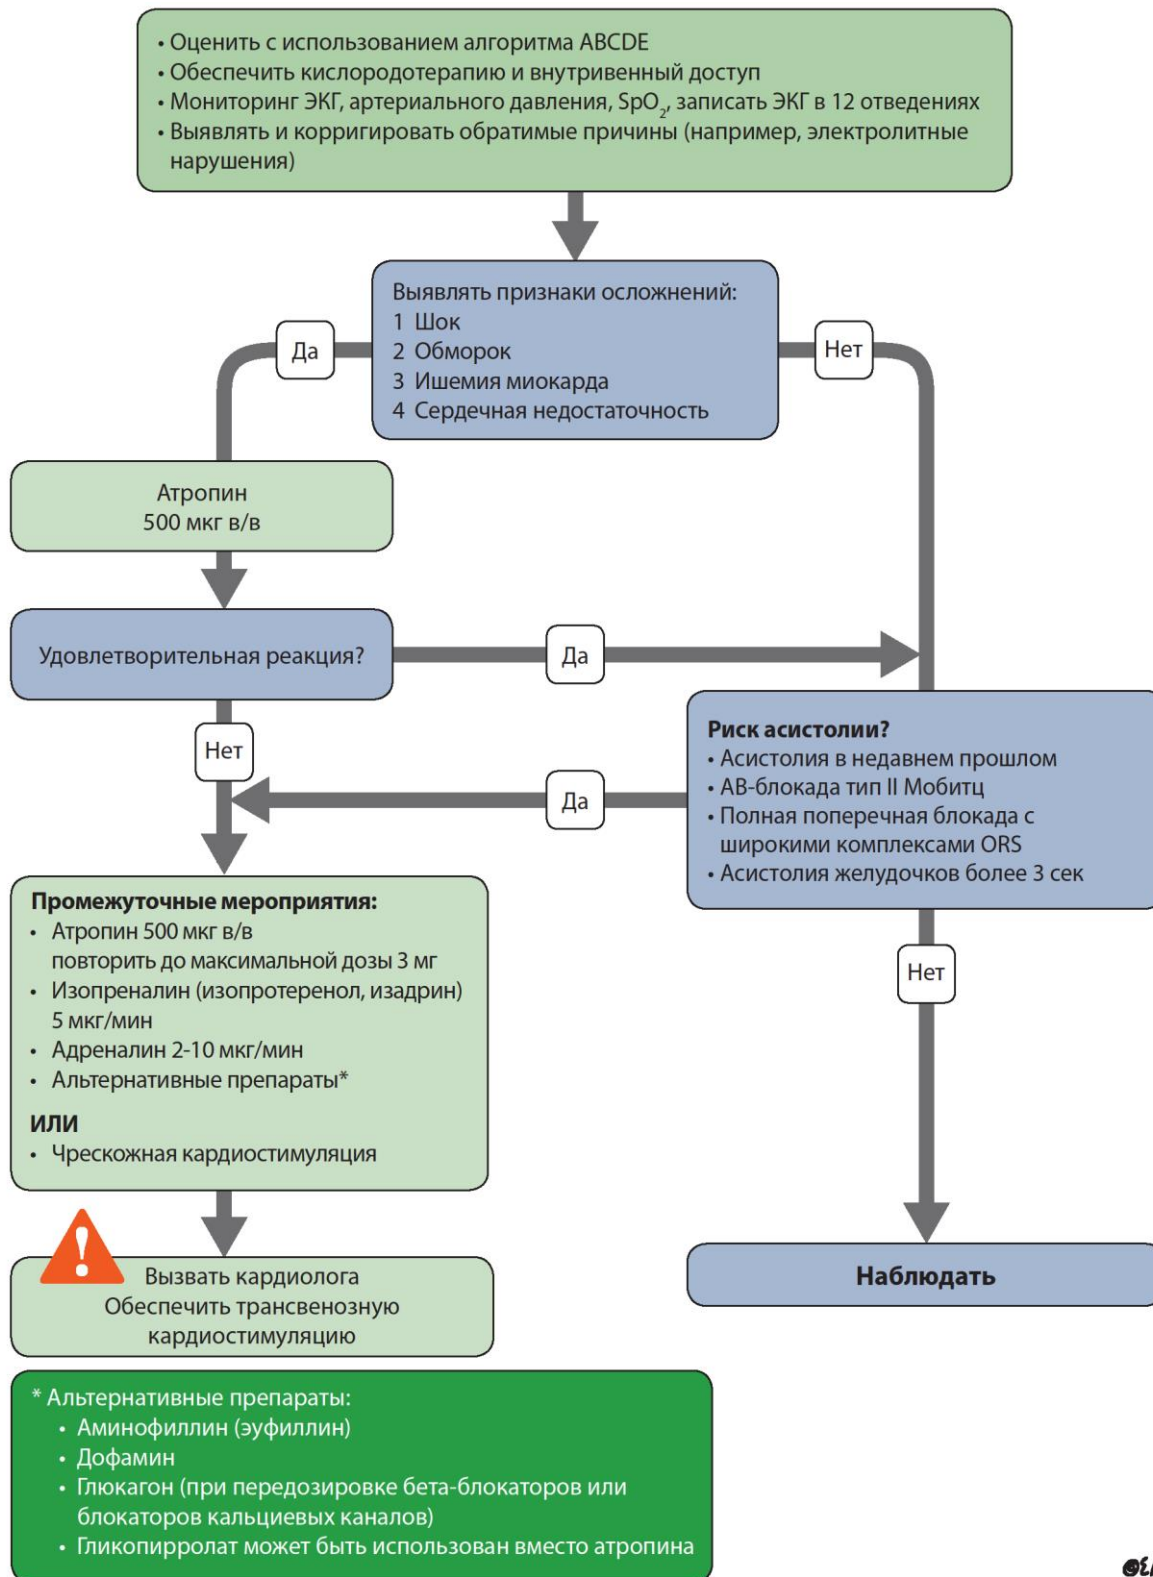 • Оценить с использованием алгоритма ABCDE
• Обеспечить кислородотерапию и внутривенный доступ
• Мониторинг ЭКГ, артериального давления, SpO₂, записать ЭКГ в 12 отведениях
• Выявлять и корригировать обратимые причины (например, электролитные
нарушения)
Выявлять признаки осложнений:
1 Шок
2 Обморок
3 Ишемия миокарда
4 Сердечная недостаточность
Да
Нет
Атропин
500 мкг в/в
Удовлетворительная реакция?
Да
Нет
Риск асистолии?
• Асистолия в недавнем прошлом
• АВ-блокада тип II Мобитц
• Полная поперечная блокада с
широкими комплексами ORS
• Асистолия желудочков более 3 сек
Да
Нет
Промежуточные мероприятия:
• Атропин 500 мкг в/в
повторить до максимальной дозы 3 мг
• Изопреналин (изопротеренол, изадрин)
5 мкг/мин
• Адреналин 2-10 мкг/мин
• Альтернативные препараты*
ИЛИ
• Чрескожная кардиостимуляция
!
Вызвать кардиолога
Обеспечить трансвенозную
кардиостимуляцию
Наблюдать
* Альтернативные препараты:
• Аминофиллин (эуфиллин)
• Дофамин
• Глюкагон (при передозировке бета-блокаторов или
блокаторов кальциевых каналов)
• Гликопирролат может быть использован вместо атропина